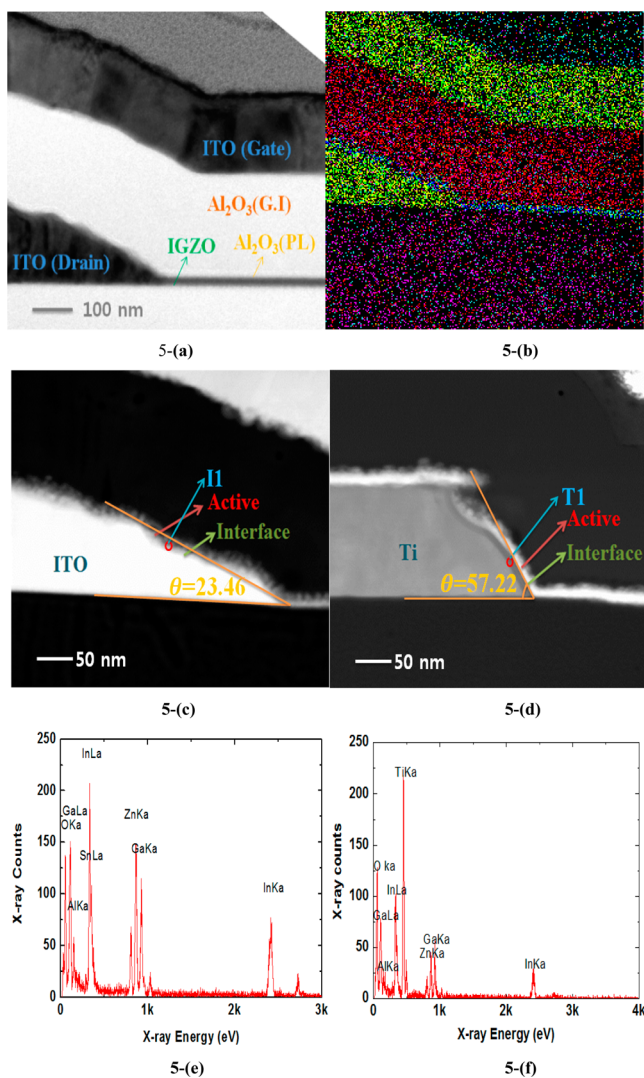 ITO (Gate)
Al₂O₃(G.I)
ITO (Drain)
IGZO
Al₂O₃(PL)
100 nm
5-(a)
5-(b)
I1
Active
Interface
ITO
θ=23.46
50 nm
5-(c)
T1
Active
Interface
Ti
θ=57.22
50 nm
5-(d)
250
200
150
100
50
0
X-ray Counts
InLa
GaLa
OKa
SnLa
AlKa
ZnKa
GaKa
InKa
0
1k
2k
3k
X-ray Energy (eV)
5-(e)
250
200
150
100
50
0
X-ray counts
TiKa
O ka
InLa
GaLa
AlKa
GaKa
ZnKa
InKa
0
1k
2k
3k
4k
X-ray Energy (eV)
5-(f)